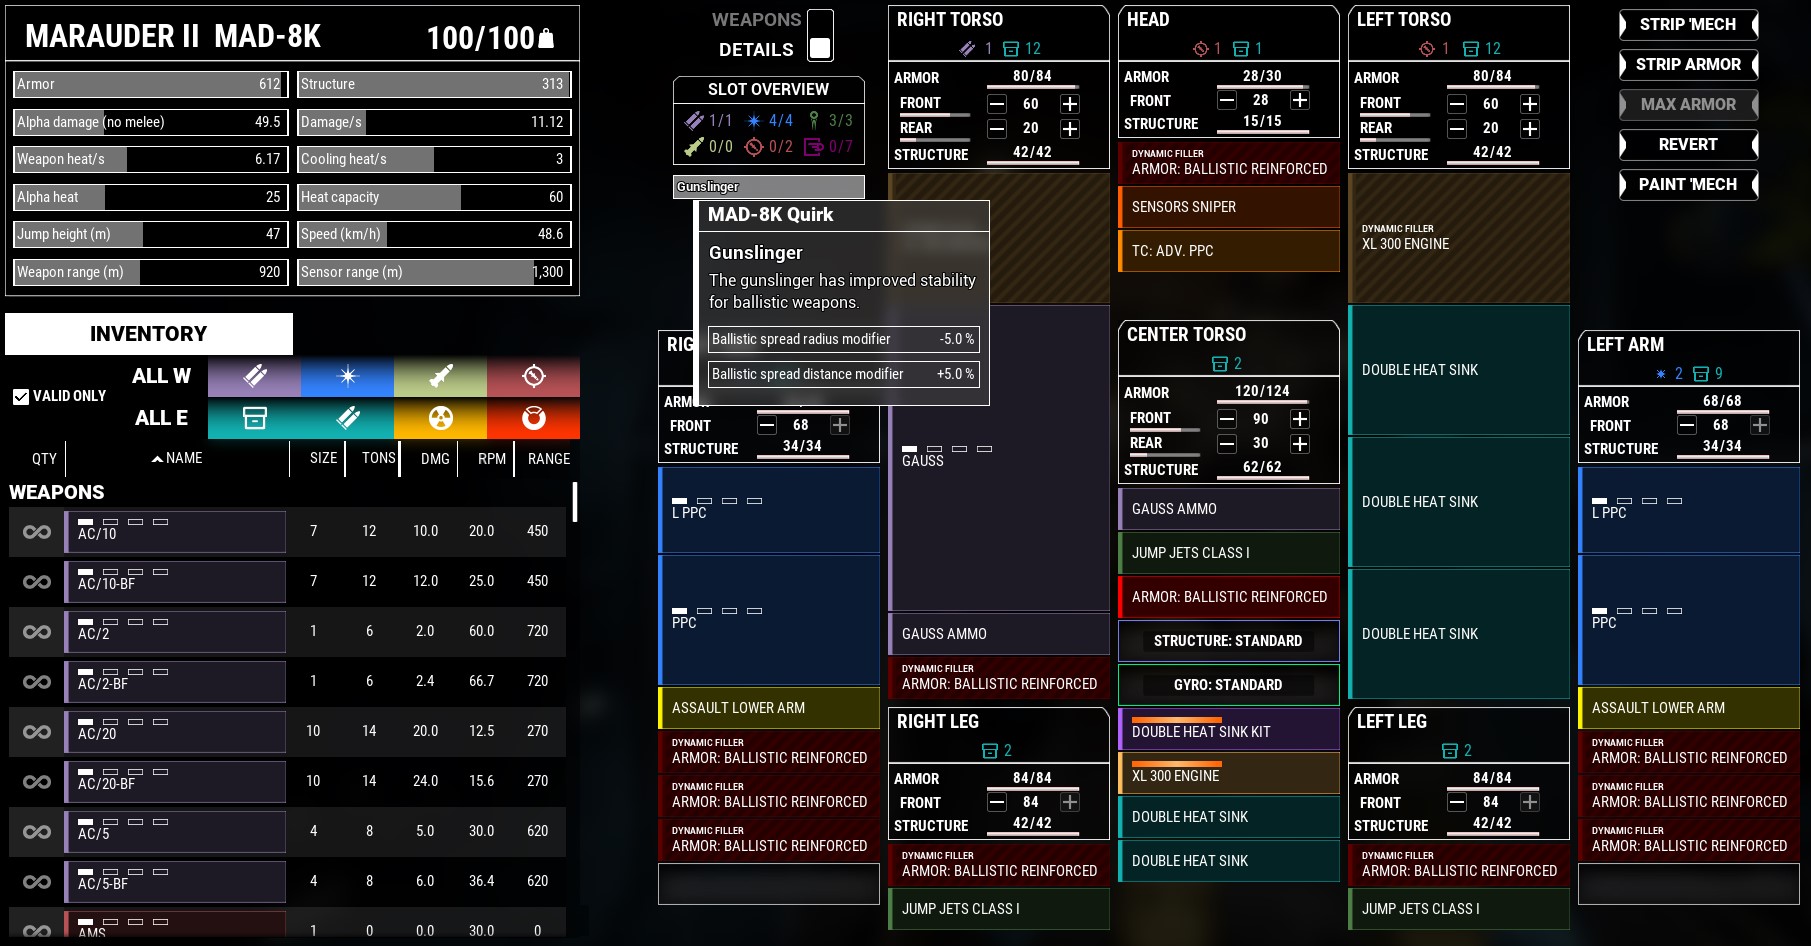 MARAUDER II MAD-8K
100/100
Armor 612
Structure 313
Alpha damage (no melee) 49.5
Damage/s 11.12
Weapon heat/s 6.17
Cooling heat/s 3
Alpha heat 25
Heat capacity 60
Jump height (m) 47
Speed (km/h) 48.6
Weapon range (m) 920
Sensor range (m) 1,300
INVENTORY
VALID ONLY
ALL W
ALL E
QTY NAME SIZE TONS DMG RPM RANGE
WEAPONS
AC/10 7 12 10.0 20.0 450
AC/10-BF 7 12 12.0 25.0 450
AC/2 1 6 2.0 60.0 720
AC/2-BF 1 6 2.4 66.7 720
AC/20 10 14 20.0 12.5 270
AC/20-BF 10 14 24.0 15.6 270
AC/5 4 8 5.0 30.0 620
AC/5-BF 4 8 6.0 36.4 620
AMS 1 0 0.0 30.0 0
WEAPONS
DETAILS
SLOT OVERVIEW
1/1 4/4 3/3
0/0 0/2 0/7
Gunslinger
MAD-8K Quirk
Gunslinger
The gunslinger has improved stability
for ballistic weapons.
Ballistic spread radius modifier -5.0 %
Ballistic spread distance modifier +5.0 %
RIG
ARM
FRONT 68
STRUCTURE 34/34
L PPC
PPC
ASSAULT LOWER ARM
DYNAMIC FILLER
ARMOR: BALLISTIC REINFORCED
DYNAMIC FILLER
ARMOR: BALLISTIC REINFORCED
DYNAMIC FILLER
ARMOR: BALLISTIC REINFORCED
RIGHT TORSO
1 12
ARMOR 80/84
FRONT 60
REAR 20
STRUCTURE 42/42
GAUSS
GAUSS AMMO
DYNAMIC FILLER
ARMOR: BALLISTIC REINFORCED
RIGHT LEG
2
ARMOR 84/84
FRONT 84
STRUCTURE 42/42
DYNAMIC FILLER
ARMOR: BALLISTIC REINFORCED
JUMP JETS CLASS I
HEAD
1 1
ARMOR 28/30
FRONT 28
STRUCTURE 15/15
DYNAMIC FILLER
ARMOR: BALLISTIC REINFORCED
SENSORS SNIPER
TC: ADV. PPC
CENTER TORSO
2
ARMOR 120/124
FRONT 90
REAR 30
STRUCTURE 62/62
GAUSS AMMO
JUMP JETS CLASS I
ARMOR: BALLISTIC REINFORCED
STRUCTURE: STANDARD
GYRO: STANDARD
DOUBLE HEAT SINK KIT
XL 300 ENGINE
DOUBLE HEAT SINK
DOUBLE HEAT SINK
LEFT TORSO
1 12
ARMOR 80/84
FRONT 60
REAR 20
STRUCTURE 42/42
DYNAMIC FILLER
XL 300 ENGINE
DOUBLE HEAT SINK
DOUBLE HEAT SINK
DOUBLE HEAT SINK
LEFT LEG
2
ARMOR 84/84
FRONT 84
STRUCTURE 42/42
DYNAMIC FILLER
ARMOR: BALLISTIC REINFORCED
JUMP JETS CLASS I
LEFT ARM
2 9
ARMOR 68/68
FRONT 68
STRUCTURE 34/34
L PPC
PPC
ASSAULT LOWER ARM
DYNAMIC FILLER
ARMOR: BALLISTIC REINFORCED
DYNAMIC FILLER
ARMOR: BALLISTIC REINFORCED
DYNAMIC FILLER
ARMOR: BALLISTIC REINFORCED
STRIP 'MECH
STRIP ARMOR
MAX ARMOR
REVERT
PAINT 'MECH